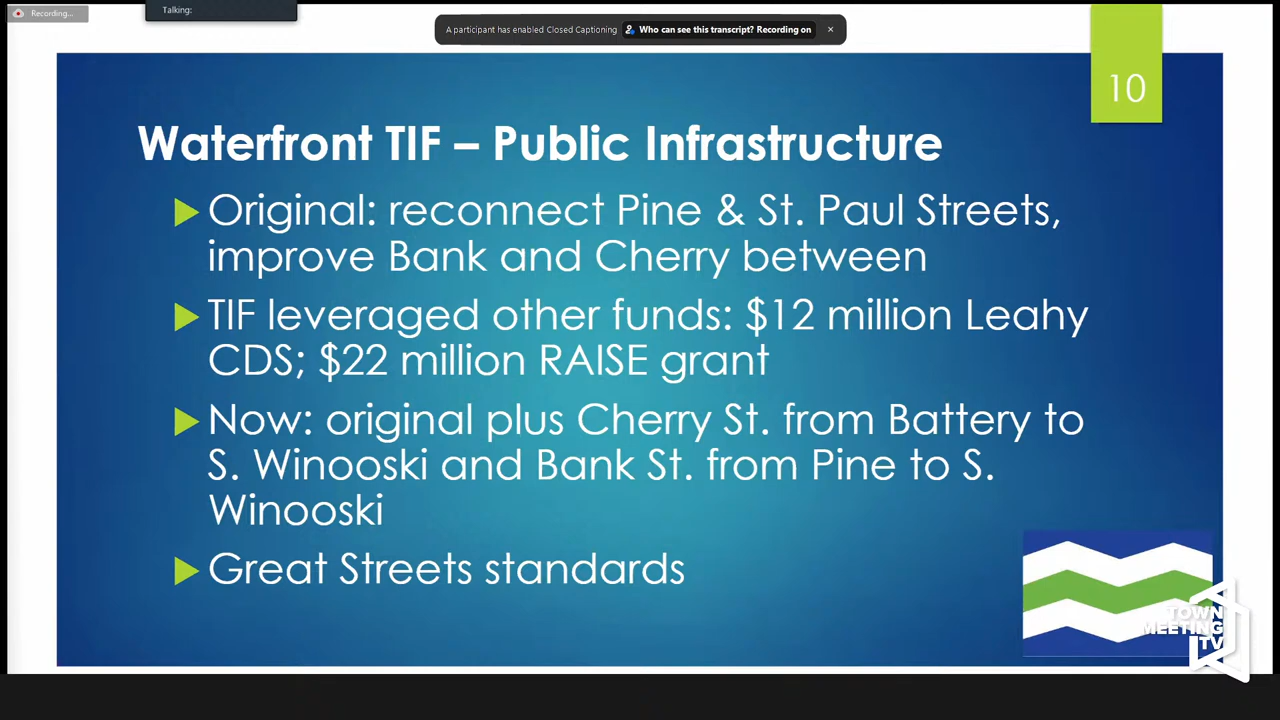 Recording...
Talking:
A participant has enabled Closed Captioning
Who can see this transcript? Recording on
10
Waterfront TIF – Public Infrastructure
Original: reconnect Pine & St. Paul Streets,
improve Bank and Cherry between
TIF leveraged other funds: $12 million Leahy
CDS; $22 million RAISE grant
Now: original plus Cherry St. from Battery to
S. Winooski and Bank St. from Pine to S.
Winooski
Great Streets standards
TOWN
MEETING
TV